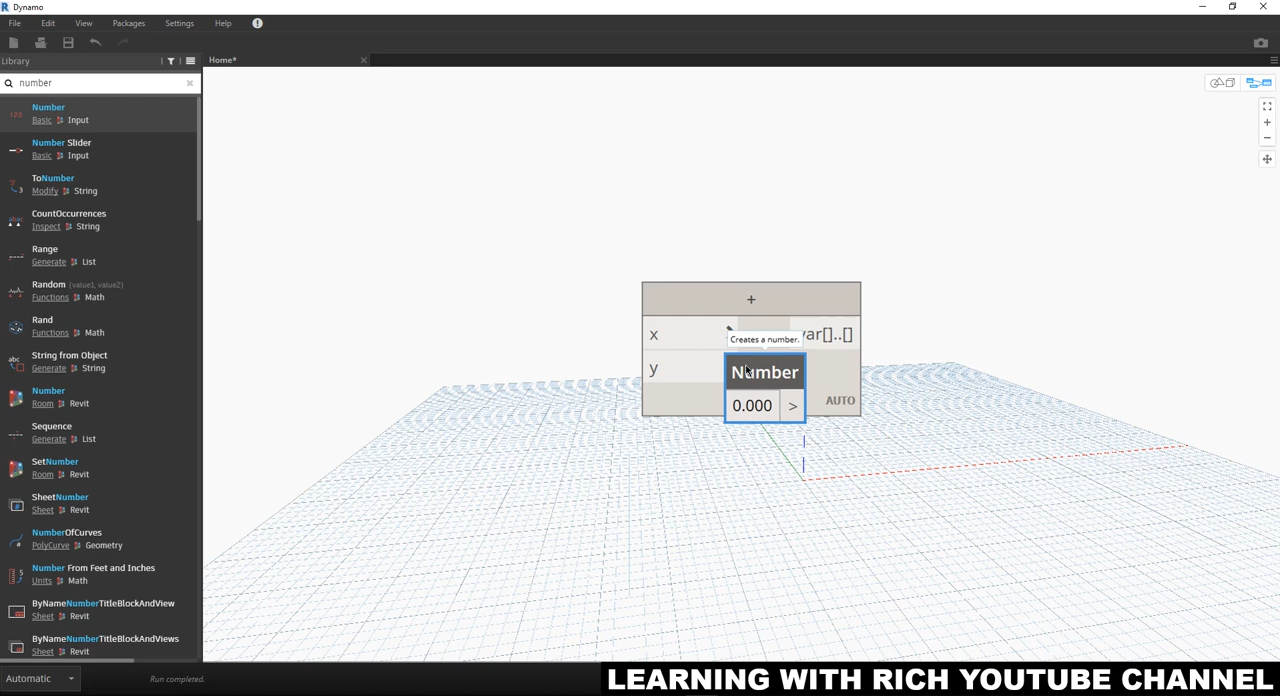 Dynamo
File Edit View Packages Settings Help
Library
Home*
number
Number
Basic Input
Number Slider
Basic Input
ToNumber
Modify String
CountOccurrences
Inspect String
Range
Generate List
Random (value1, value2)
Functions Math
Rand
Functions Math
String from Object
Generate String
Number
Room Revit
Sequence
Generate List
SetNumber
Room Revit
SheetNumber
Sheet Revit
NumberOfCurves
PolyCurve Geometry
Number From Feet and Inches
Units Math
ByNameNumberTitleBlockAndView
Sheet Revit
ByNameNumberTitleBlockAndViews
Sheet Revit
+
x var[]..[]
Creates a number.
y
Number
0.000 >
AUTO
Automatic
Run completed.
LEARNING WITH RICH YOUTUBE CHANNEL